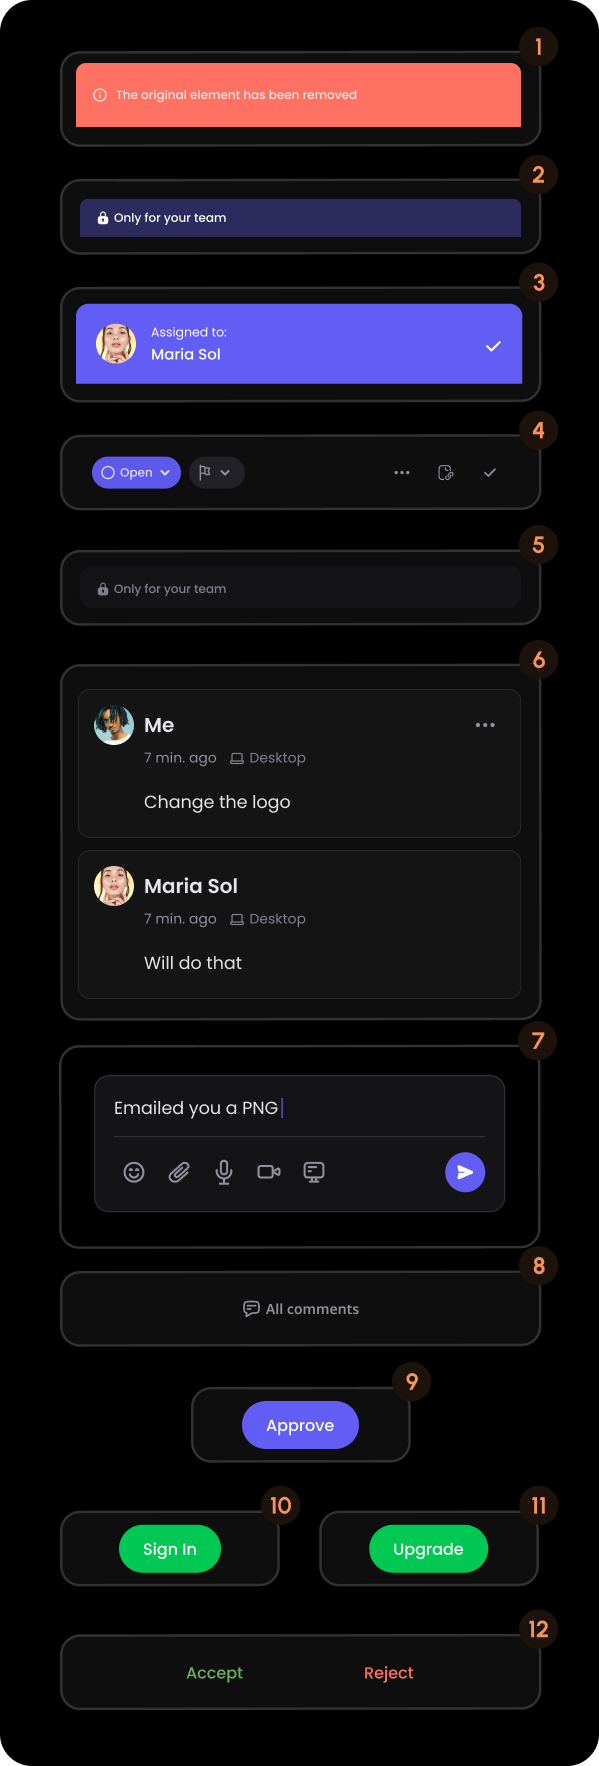 1
The original element has been removed
2
Only for your team
3
Assigned to:
Maria Sol
4
Open
5
Only for your team
6
Me
7 min. ago Desktop
Change the logo
Maria Sol
7 min. ago Desktop
Will do that
7
Emailed you a PNG
8
All comments
9
Approve
10
Sign In
11
Upgrade
12
Accept Reject